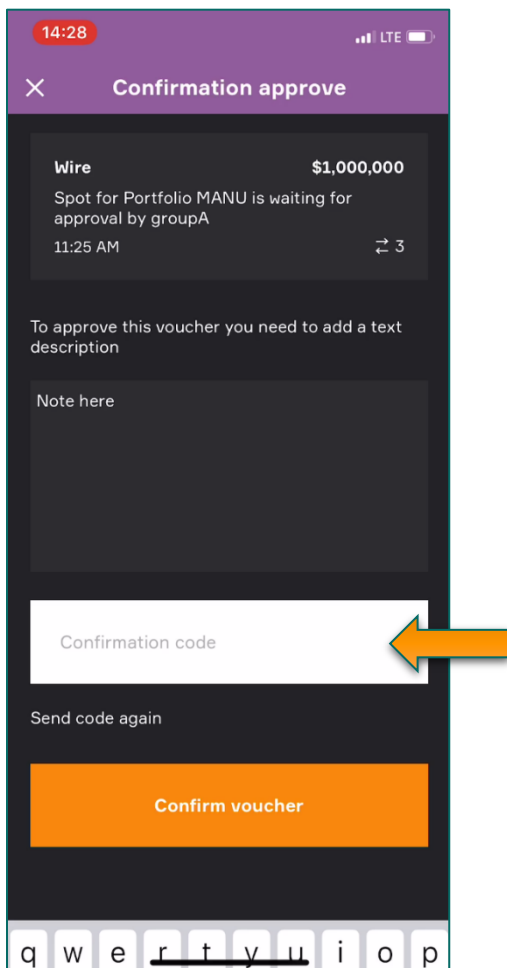 14:28
LTE
Confirmation approve
Wire $1,000,000
Spot for Portfolio MANU is waiting for
approval by groupA
11:25 AM 3
To approve this voucher you need to add a text
description
Note here
Confirmation code
Send code again
Confirm voucher
q w e r t y u i o p